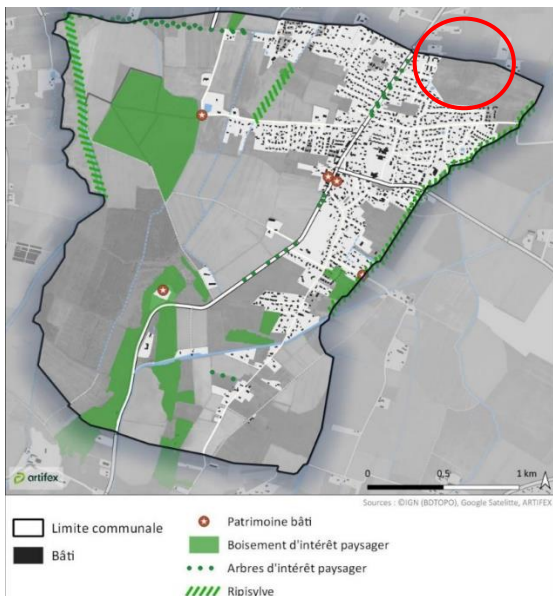 artifex
0 0.5 1 km
Sources : ©IGN (BDTOPO), Google Satelitte, ARTIFEX
Limite communale
Bâti
Patrimoine bâti
Boisement d'intérêt paysager
Arbres d'intérêt paysager
Ripisylve